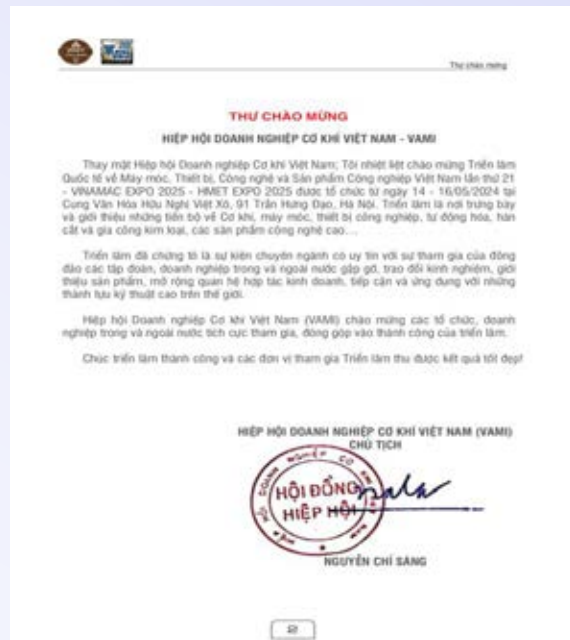 Thư chào mừng
THƯ CHÀO MỪNG
HIỆP HỘI DOANH NGHIỆP CƠ KHÍ VIỆT NAM - VAMI
Thay mặt Hiệp hội Doanh nghiệp Cơ khí Việt Nam; Tôi nhiệt liệt chào mừng Triển lãm
Quốc tế về Máy móc, Thiết bị, Công nghệ và Sản phẩm Công nghiệp Việt Nam lần thứ 21
- VINAMAC EXPO 2025 - HMET EXPO 2025 được tổ chức từ ngày 14 - 16/05/2024 tại
Cung Văn Hóa Hữu Nghị Việt Xô, 91 Trần Hưng Đạo, Hà Nội. Triển lãm là nơi trưng bày
và giới thiệu những tiến bộ về Cơ khí, máy móc, thiết bị công nghiệp, tự động hóa, hàn
cắt và gia công kim loại, các sản phẩm công nghệ cao...
Triển lãm đã chứng tỏ là sự kiện chuyên ngành có uy tín với sự tham gia của đông
đảo các tập đoàn, doanh nghiệp trong và ngoài nước gặp gỡ, trao đổi kinh nghiệm, giới
thiệu sản phẩm, mở rộng quan hệ hợp tác kinh doanh, tiếp cận và ứng dụng với những
thành tựu kỹ thuật cao trên thế giới.
Hiệp hội Doanh nghiệp Cơ khí Việt Nam (VAMI) chào mừng các tổ chức, doanh
nghiệp trong và ngoài nước tích cực tham gia, đóng góp vào thành công của triển lãm.
Chúc triển lãm thành công và các đơn vị tham gia Triển lãm thu được kết quả tốt đẹp!
HIỆP HỘI DOANH NGHIỆP CƠ KHÍ VIỆT NAM (VAMI)
CHỦ TỊCH
HIỆP HỘI DOANH NGHIỆP CƠ KHÍ VIỆT NAM
HỘI ĐỒNG
HIỆP HỘI
NGUYỄN CHỈ SÁNG